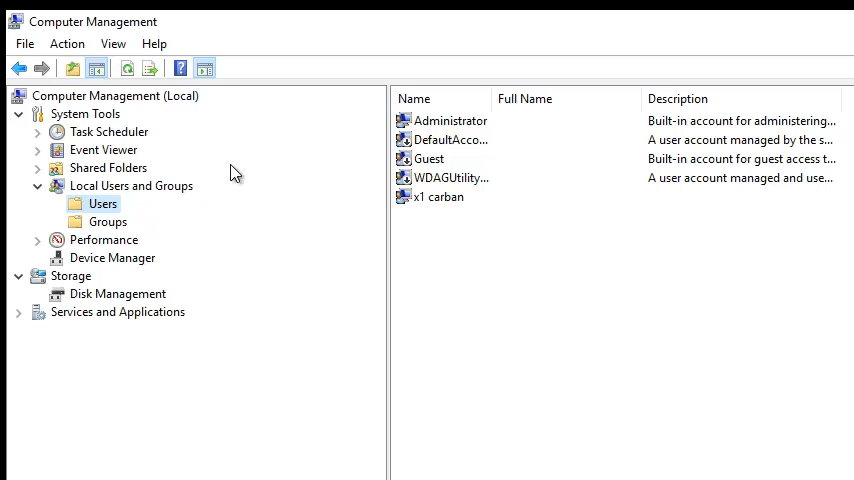 Computer Management
File Action View Help
Computer Management (Local)
System Tools
Task Scheduler
Event Viewer
Shared Folders
Local Users and Groups
Users
Groups
Performance
Device Manager
Storage
Disk Management
Services and Applications
Name Full Name Description
Administrator Built-in account for administering...
DefaultAcco... A user account managed by the s...
Guest Built-in account for guest access t...
WDAGUtility... A user account managed and use...
x1 carban